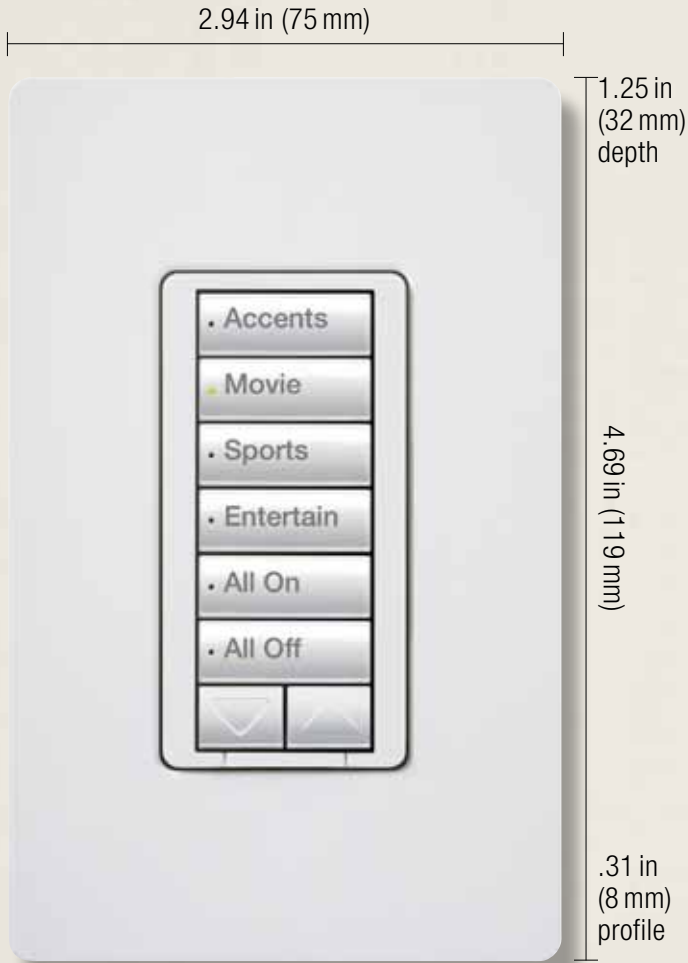 2.94 in (75 mm)
1.25 in
(32 mm)
depth
Accents
Movie
Sports
Entertain
All On
All Off
4.69 in (119 mm)
.31 in
(8 mm)
profile